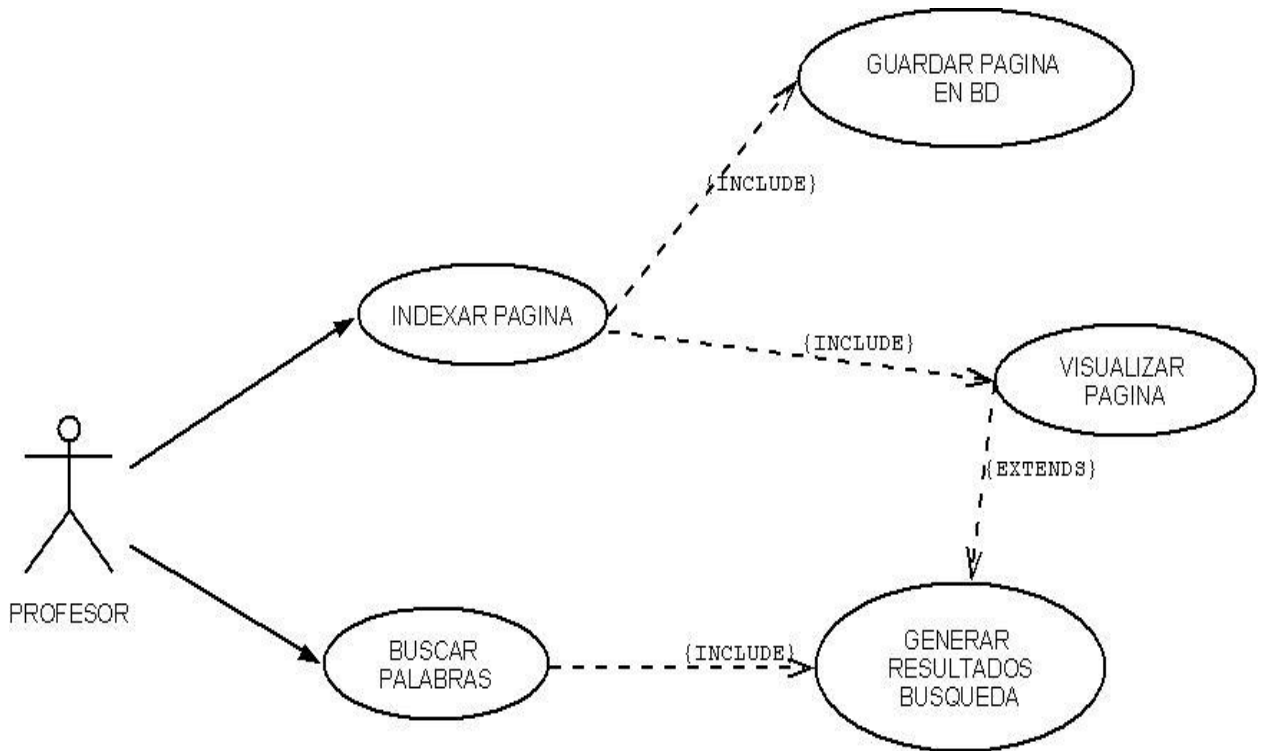 GUARDAR PAGINA
EN BD
{INCLUDE}
INDEXAR PAGINA
{INCLUDE}
VISUALIZAR
PAGINA
{EXTENDS}
PROFESOR
BUSCAR
PALABRAS
{INCLUDE}
GENERAR
RESULTADOS
BUSQUEDA